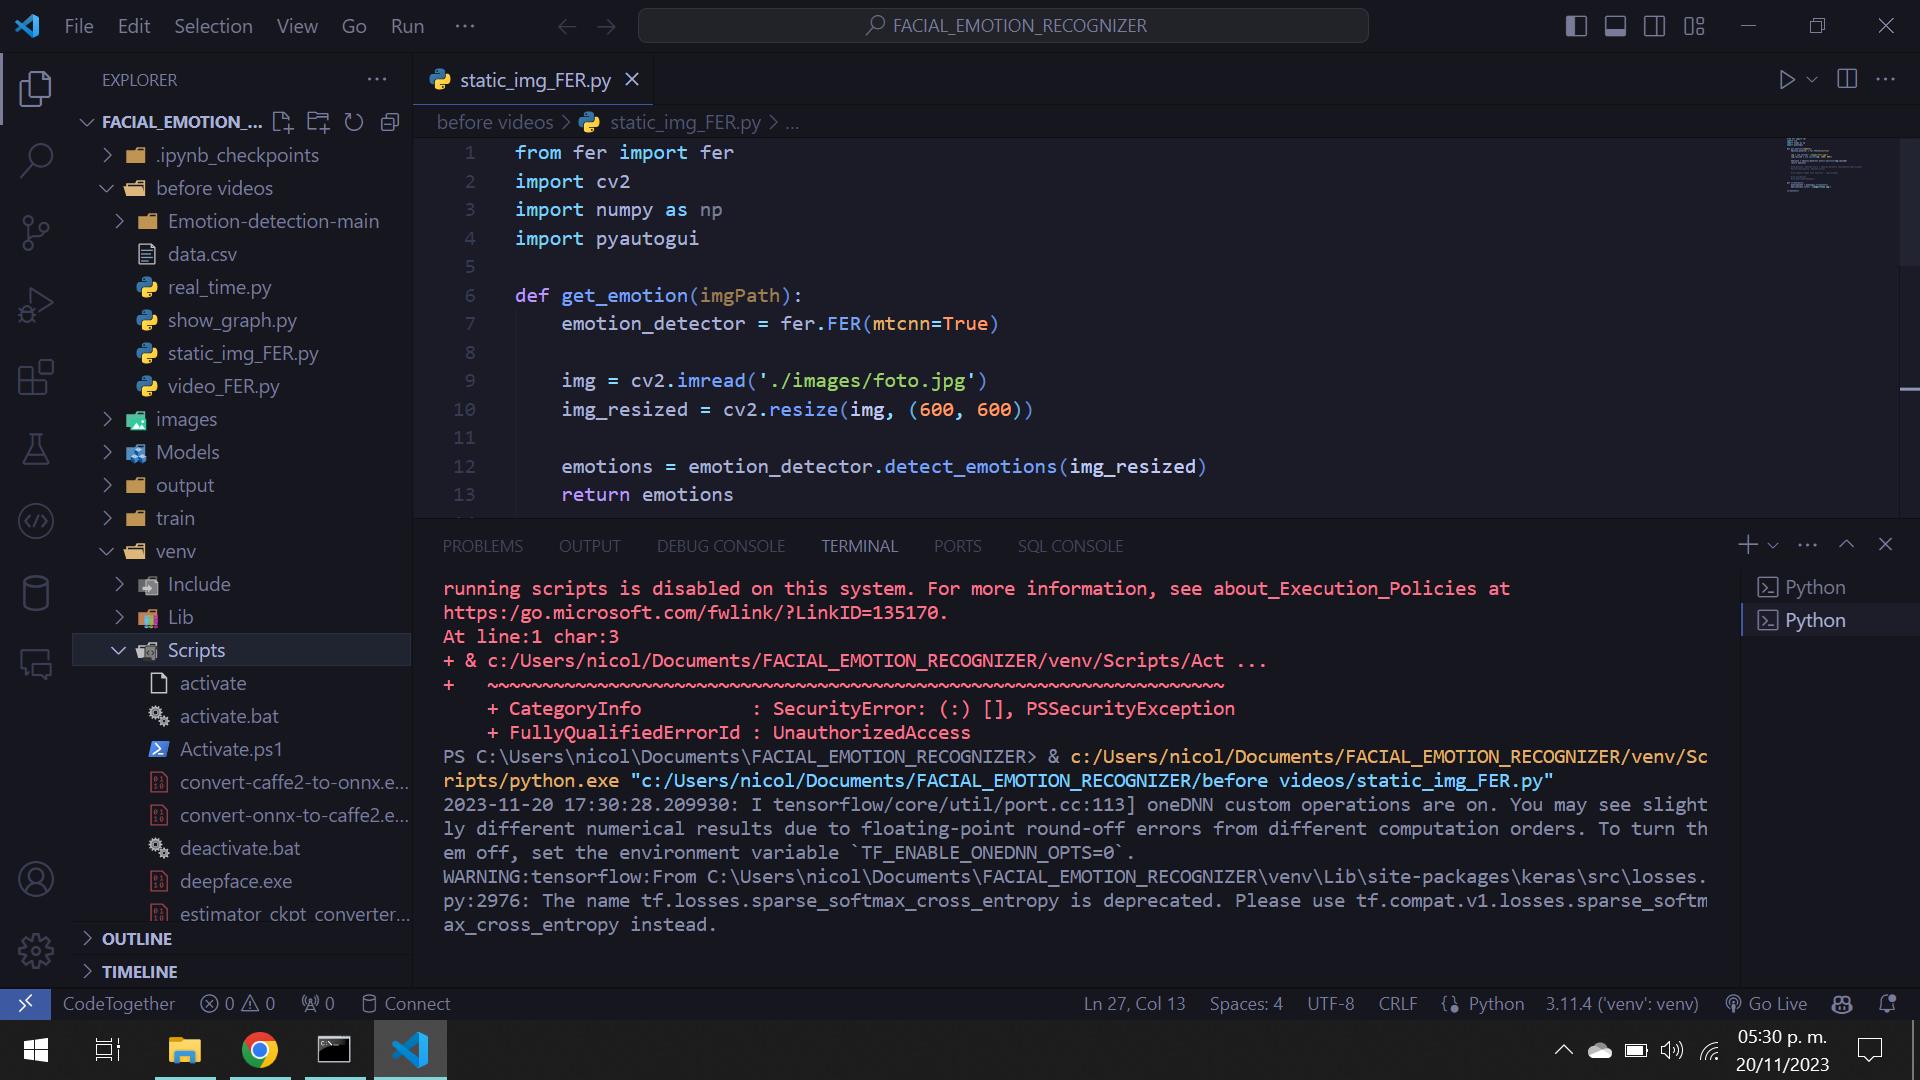 File Edit Selection View Go Run ···
FACIAL_EMOTION_RECOGNIZER
EXPLORER
FACIAL_EMOTION_...
.ipynb_checkpoints
before videos
Emotion-detection-main
data.csv
real_time.py
show_graph.py
static_img_FER.py
video_FER.py
images
Models
output
train
venv
Include
Lib
Scripts
activate
activate.bat
Activate.ps1
convert-caffe2-to-onnx.e...
convert-onnx-to-caffe2.e...
deactivate.bat
deepface.exe
estimator_ckpt_converter...
OUTLINE
TIMELINE
static_img_FER.py
before videos > static_img_FER.py > ...
1 from fer import fer
2 import cv2
3 import numpy as np
4 import pyautogui
5
6 def get_emotion(imgPath):
7 emotion_detector = fer.FER(mtcnn=True)
8
9 img = cv2.imread('./images/foto.jpg')
10 img_resized = cv2.resize(img, (600, 600))
11
12 emotions = emotion_detector.detect_emotions(img_resized)
13 return emotions
PROBLEMS OUTPUT DEBUG CONSOLE TERMINAL PORTS SQL CONSOLE
running scripts is disabled on this system. For more information, see about_Execution_Policies at
https:/go.microsoft.com/fwlink/?LinkID=135170.
At line:1 char:3
+ & c:/Users/nicol/Documents/FACIAL_EMOTION_RECOGNIZER/venv/Scripts/Act ...
+ ~~~~~~~~~~~~~~~~~~~~~~~~~~~~~~~~~~~~~~~~~~~~~~~~~~~~~~~~~~~~~~~~~~~
+ CategoryInfo : SecurityError: (:) [], PSSecurityException
+ FullyQualifiedErrorId : UnauthorizedAccess
PS C:\Users\nicol\Documents\FACIAL_EMOTION_RECOGNIZER> & c:/Users/nicol/Documents/FACIAL_EMOTION_RECOGNIZER/venv/Sc
ripts/python.exe "c:/Users/nicol/Documents/FACIAL_EMOTION_RECOGNIZER/before videos/static_img_FER.py"
2023-11-20 17:30:28.209930: I tensorflow/core/util/port.cc:113] oneDNN custom operations are on. You may see slight
ly different numerical results due to floating-point round-off errors from different computation orders. To turn th
em off, set the environment variable `TF_ENABLE_ONEDNN_OPTS=0`.
WARNING:tensorflow:From C:\Users\nicol\Documents\FACIAL_EMOTION_RECOGNIZER\venv\Lib\site-packages\keras\src\losses.
py:2976: The name tf.losses.sparse_softmax_cross_entropy is deprecated. Please use tf.compat.v1.losses.sparse_softm
ax_cross_entropy instead.
Python
Python
CodeTogether 0 0 0 Connect
Ln 27, Col 13 Spaces: 4 UTF-8 CRLF Python 3.11.4 ('venv': venv) Go Live
05:30 p. m.
20/11/2023